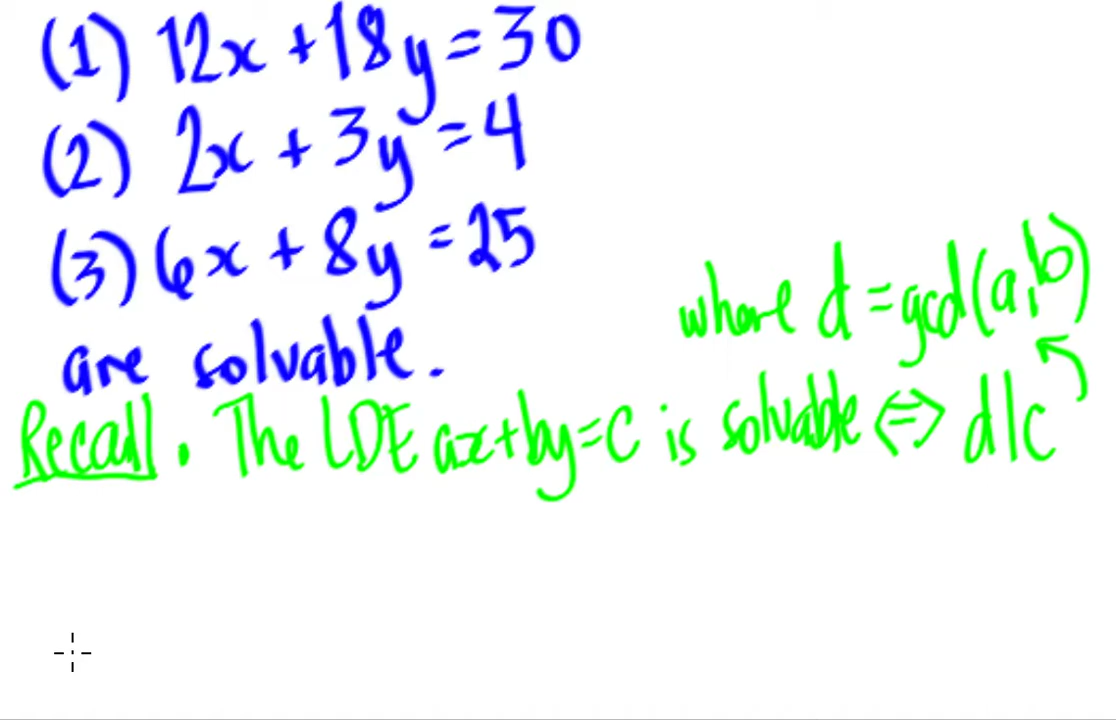 (1) 12x + 18y = 30
(2) 2x + 3y = 4
(3) 6x + 8y = 25
are solvable.
where d = gcd(a,b)
Recall. The LDE ax+by=c is solvable ⇔ d|c